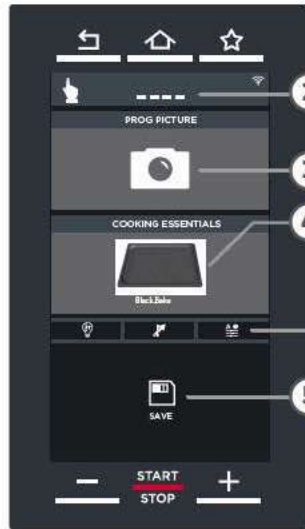 PROG PICTURE
COOKING ESSENTIALS
Black.Bake
SAVE
START
STOP